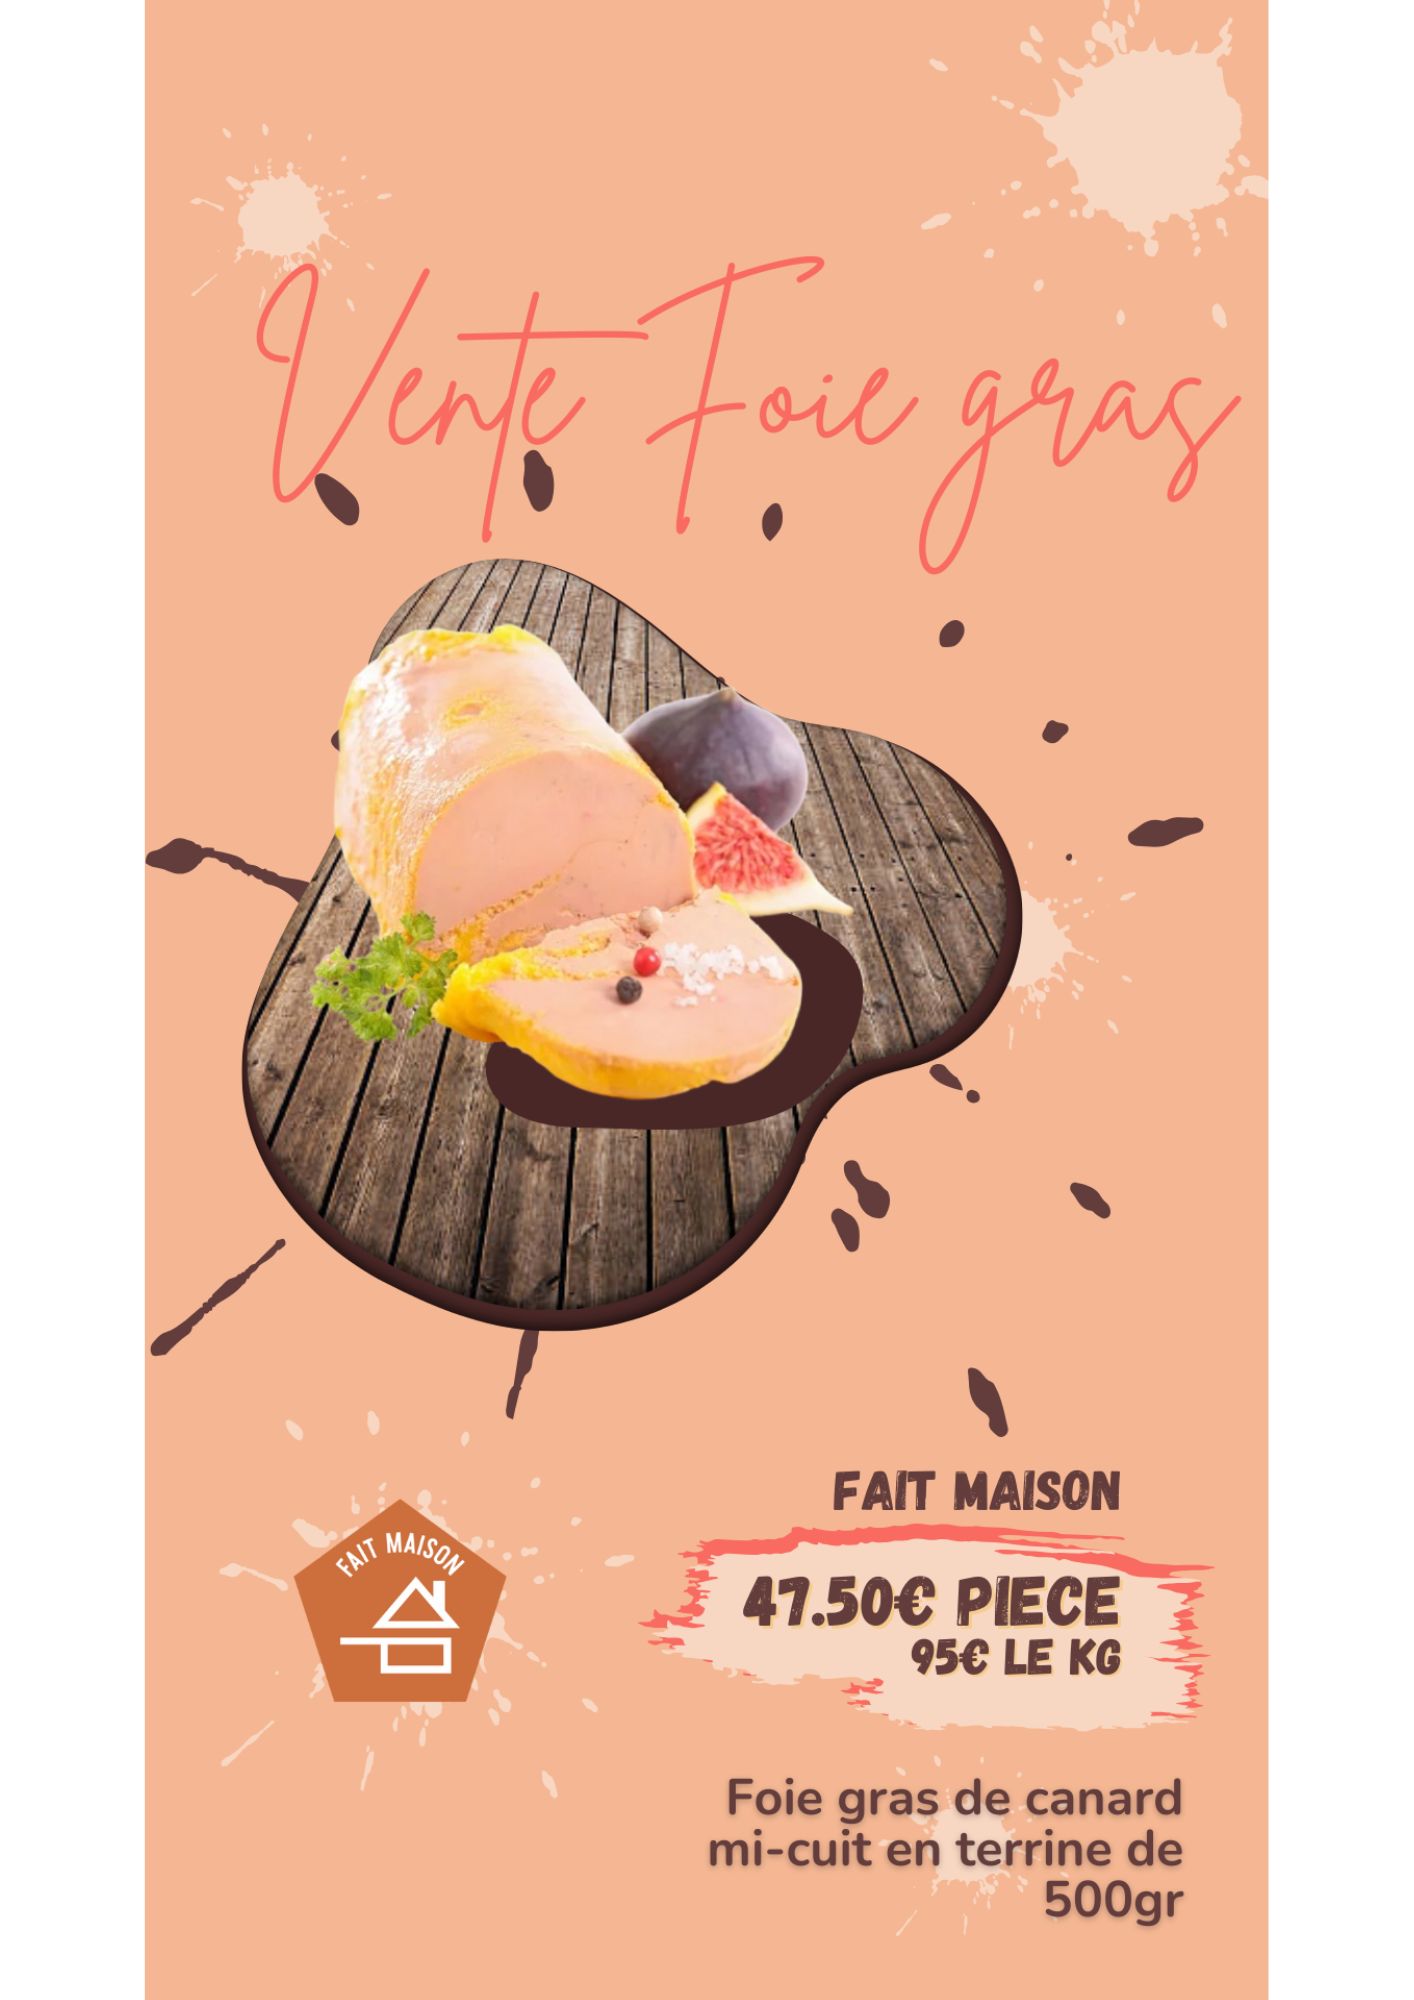 Vente Foie gras
FAIT MAISON
FAIT MAISON
47.50€ PIECE
95€ LE KG
Foie gras de canard
mi-cuit en terrine de
500gr